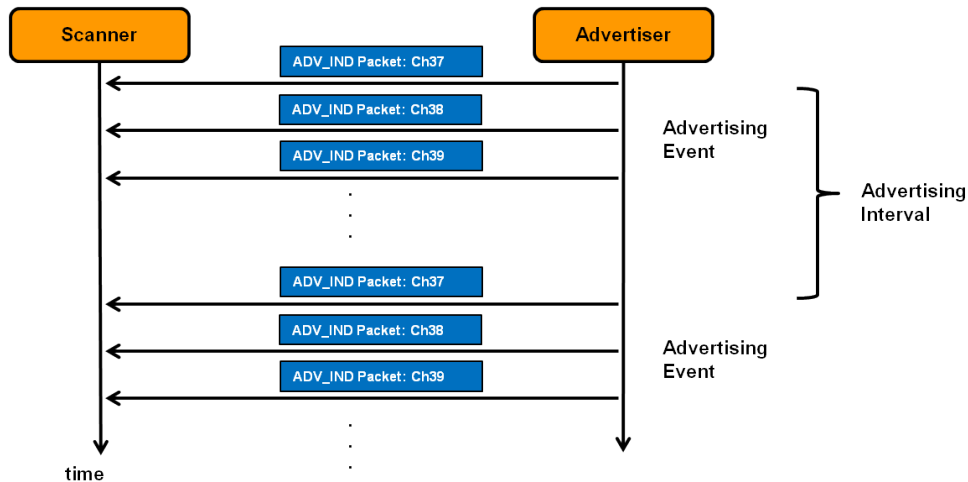 Scanner
Advertiser
ADV_IND Packet: Ch37
ADV_IND Packet: Ch38
ADV_IND Packet: Ch39
Advertising
Event
Advertising
Interval
ADV_IND Packet: Ch37
ADV_IND Packet: Ch38
ADV_IND Packet: Ch39
Advertising
Event
time